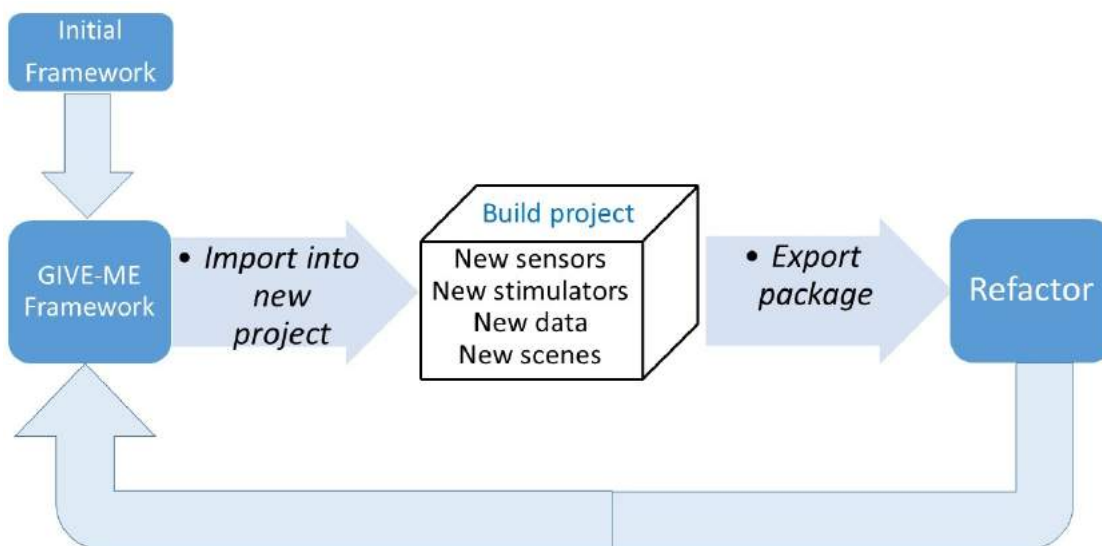 Initial
Framework
GIVE-ME
Framework
• Import into
new
project
Build project
New sensors
New stimulators
New data
New scenes
• Export
package
Refactor